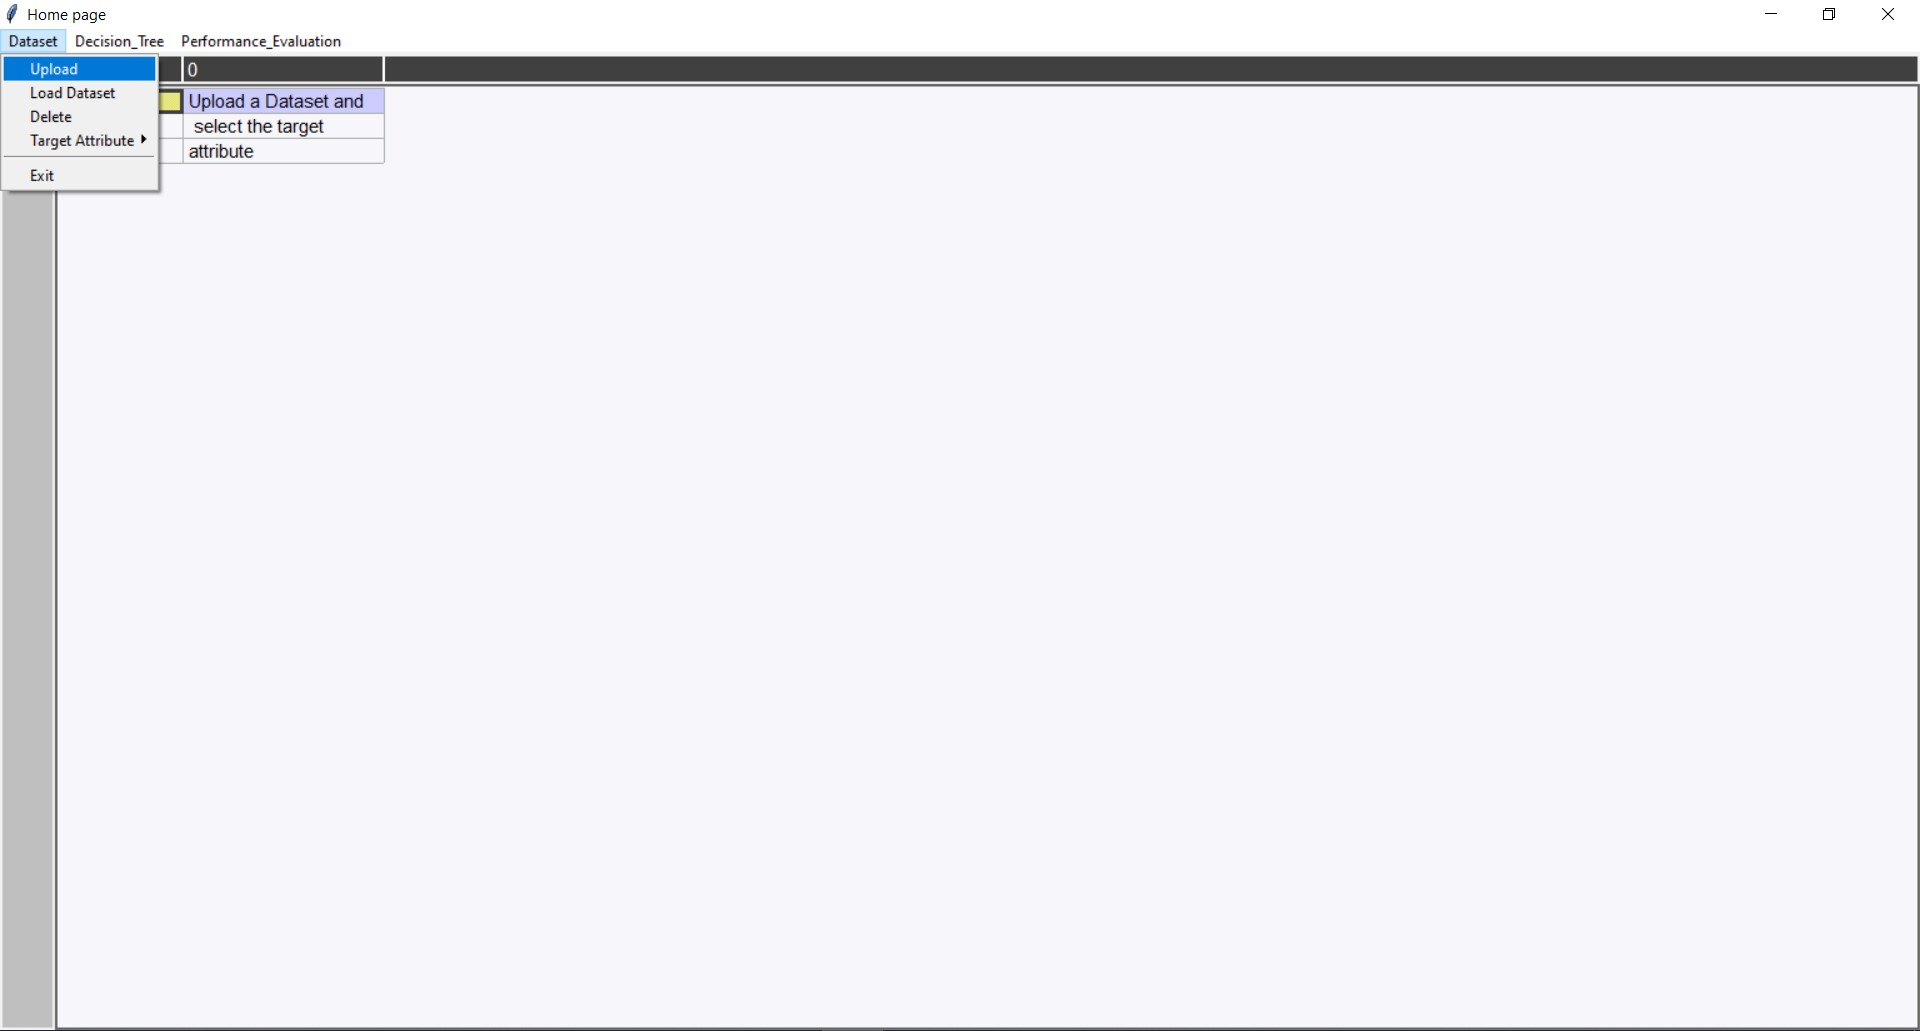 Home page
Dataset Decision_Tree Performance_Evaluation
Upload
Load Dataset
Delete
Target Attribute
Exit
0
Upload a Dataset and
select the target
attribute